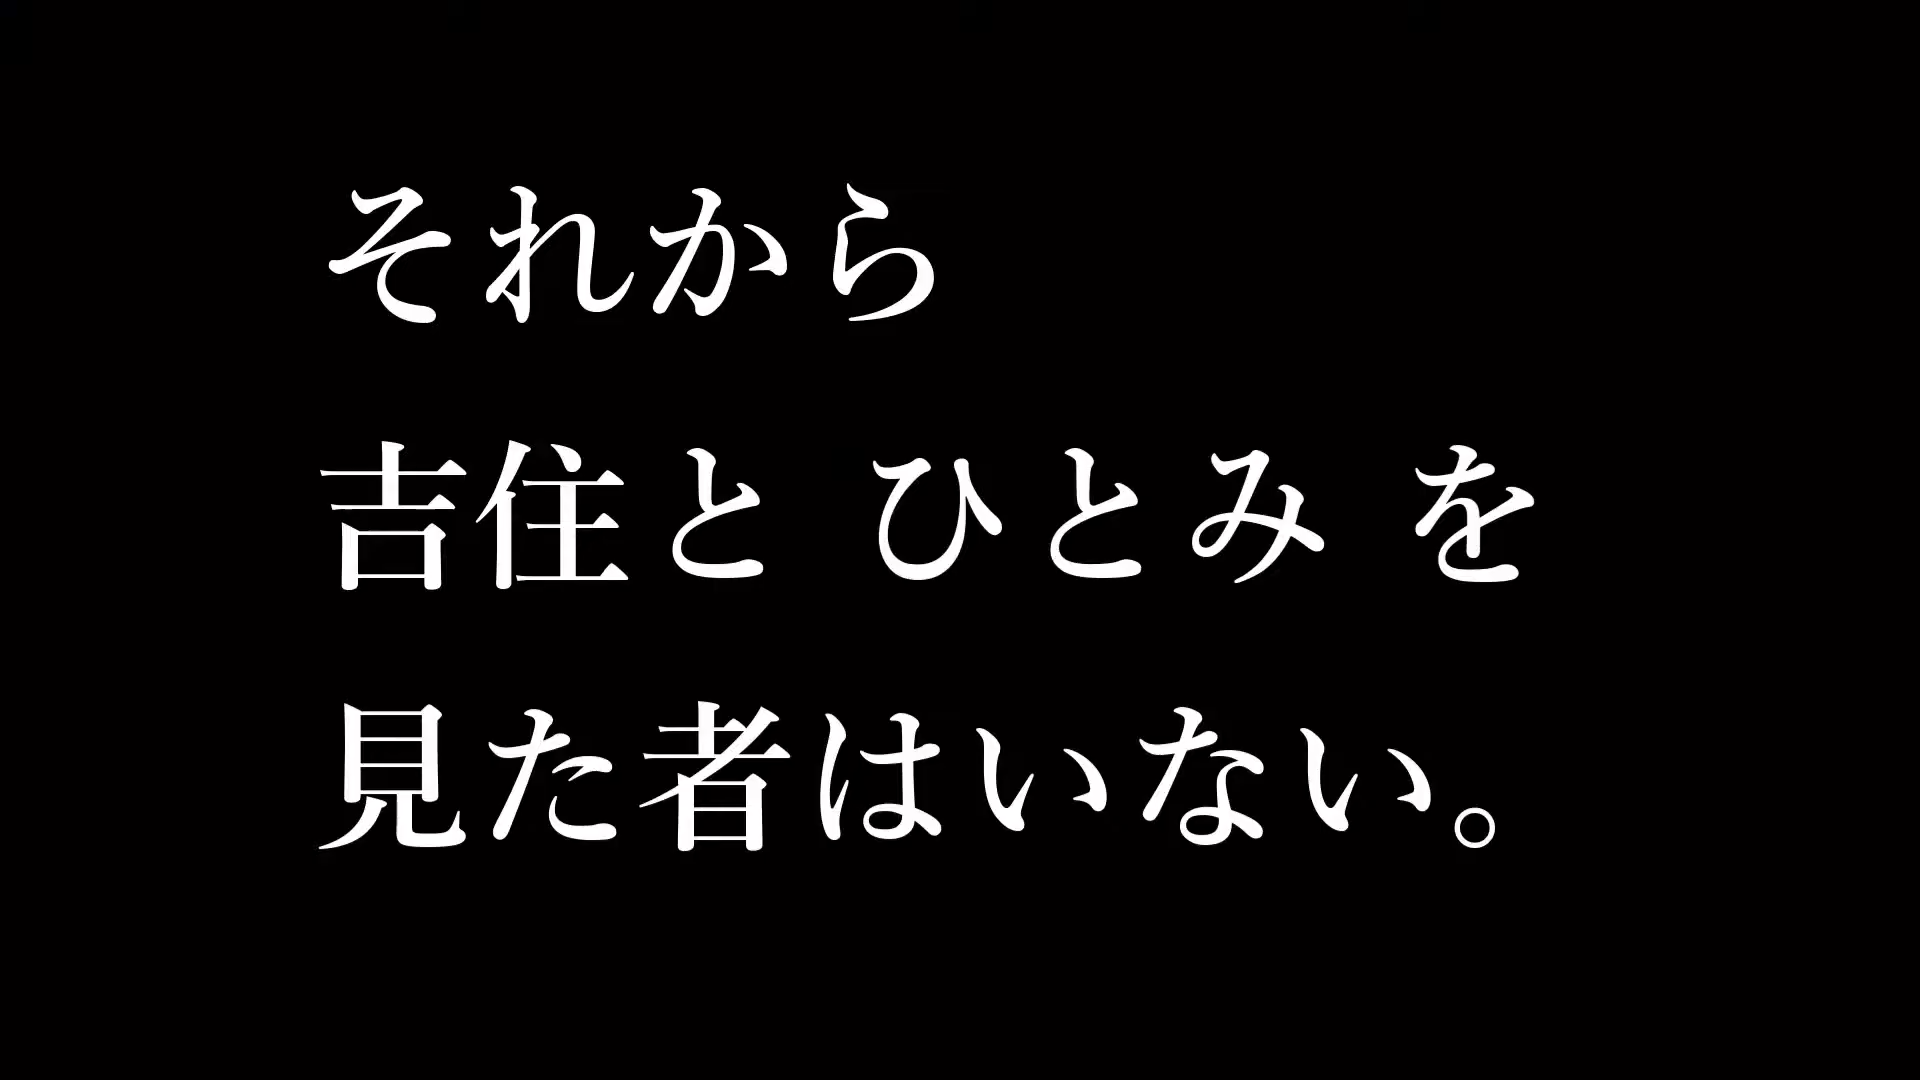 それから
吉住と ひとみ を
見た者はいない。